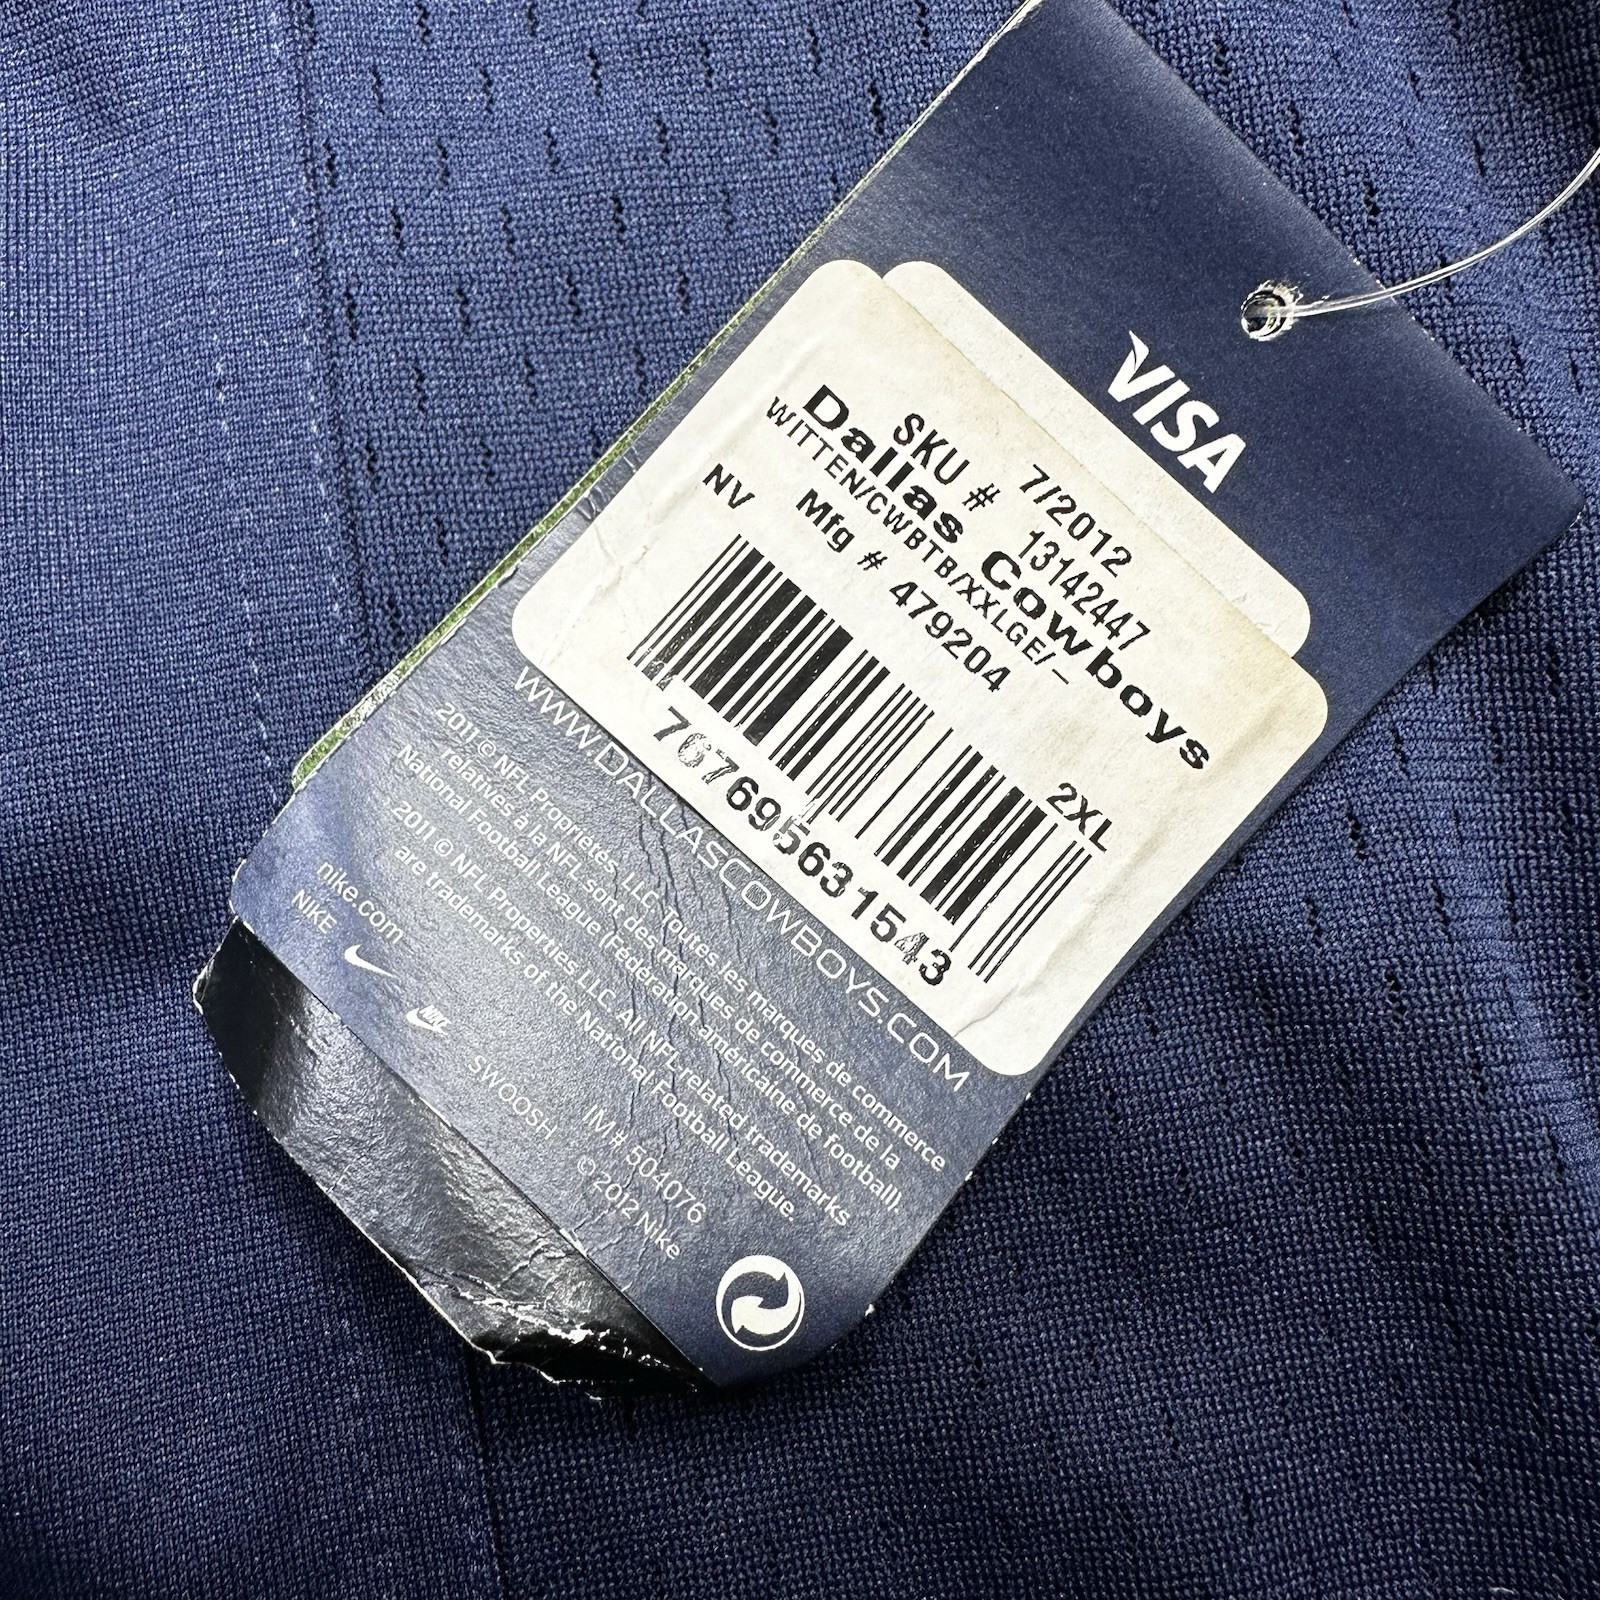 VISA
7/2012
SKU # 13142447
Dallas Cowboys
WITTEN/CWBTB/XXLGE/_
Mfg # 479204
NV 2XL
767695631543
WWW.DALLASCOWBOYS.COM
2011 © NFL Propriétés, LLC. Toutes les marques de commerce
relatives à la NFL sont des marques de commerce de la
National Football League (Fédération américaine de football).
2011 © NFL Properties LLC. All NFL related trademarks
are trademarks of the National Football League.
nike.com IM# 504076
NIKE SWOOSH © 2012 Nike